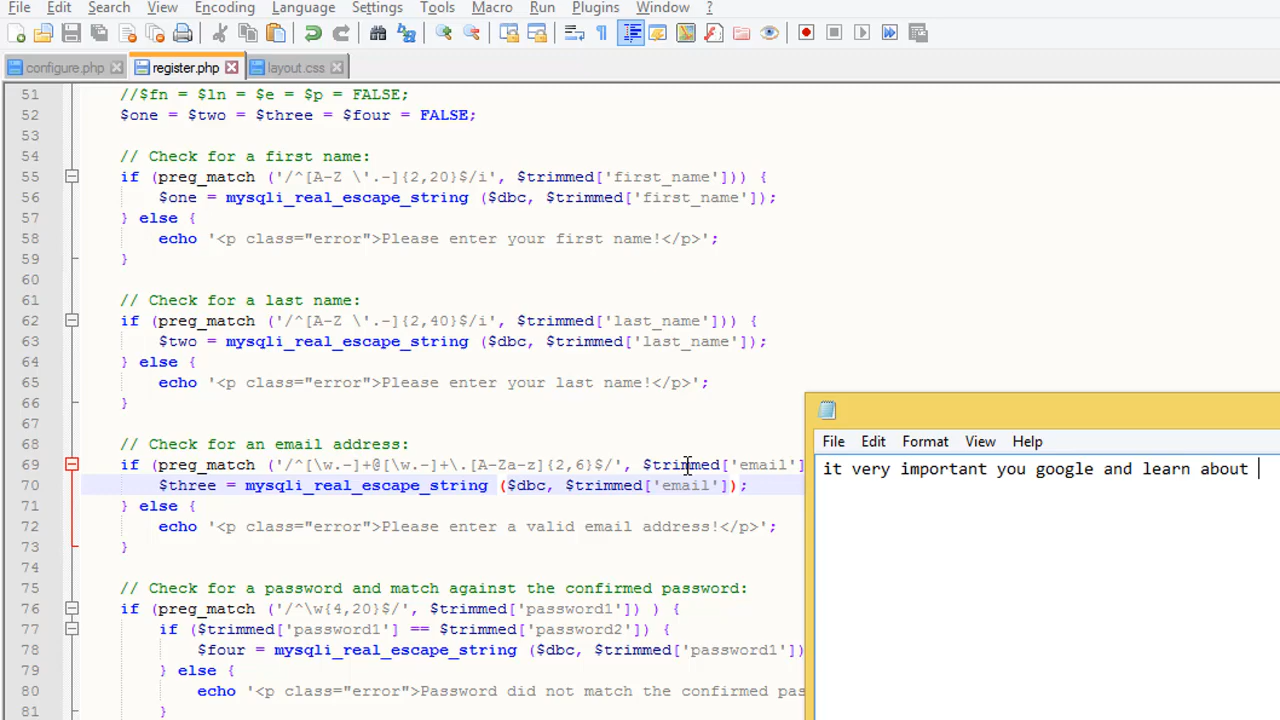 File Edit Search View Encoding Language Settings Tools Macro Run Plugins Window ?
configure.php register.php layout.css
51 //$fn = $ln = $e = $p = FALSE;
52 $one = $two = $three = $four = FALSE;
53
54 // Check for a first name:
55 if (preg_match ('/^[A-Z \'.-]{2,20}$/i', $trimmed['first_name'])) {
56 $one = mysqli_real_escape_string ($dbc, $trimmed['first_name']);
57 } else {
58 echo '<p class="error">Please enter your first name!</p>';
59 }
60
61 // Check for a last name:
62 if (preg_match ('/^[A-Z \'.-]{2,40}$/i', $trimmed['last_name'])) {
63 $two = mysqli_real_escape_string ($dbc, $trimmed['last_name']);
64 } else {
65 echo '<p class="error">Please enter your last name!</p>';
66 }
67
68 // Check for an email address:
69 if (preg_match ('/^[\w.-]+@[\w.-]+\.[A-Za-z]{2,6}$/', $trimmed['email']
70 $three = mysqli_real_escape_string ($dbc, $trimmed['email']);
71 } else {
72 echo '<p class="error">Please enter a valid email address!</p>';
73 }
74
75 // Check for a password and match against the confirmed password:
76 if (preg_match ('/^\w{4,20}$/', $trimmed['password1']) ) {
77 if ($trimmed['password1'] == $trimmed['password2']) {
78 $four = mysqli_real_escape_string ($dbc, $trimmed['password1')
79 } else {
80 echo '<p class="error">Password did not match the confirmed pas
81 }
File Edit Format View Help
it very important you google and learn about